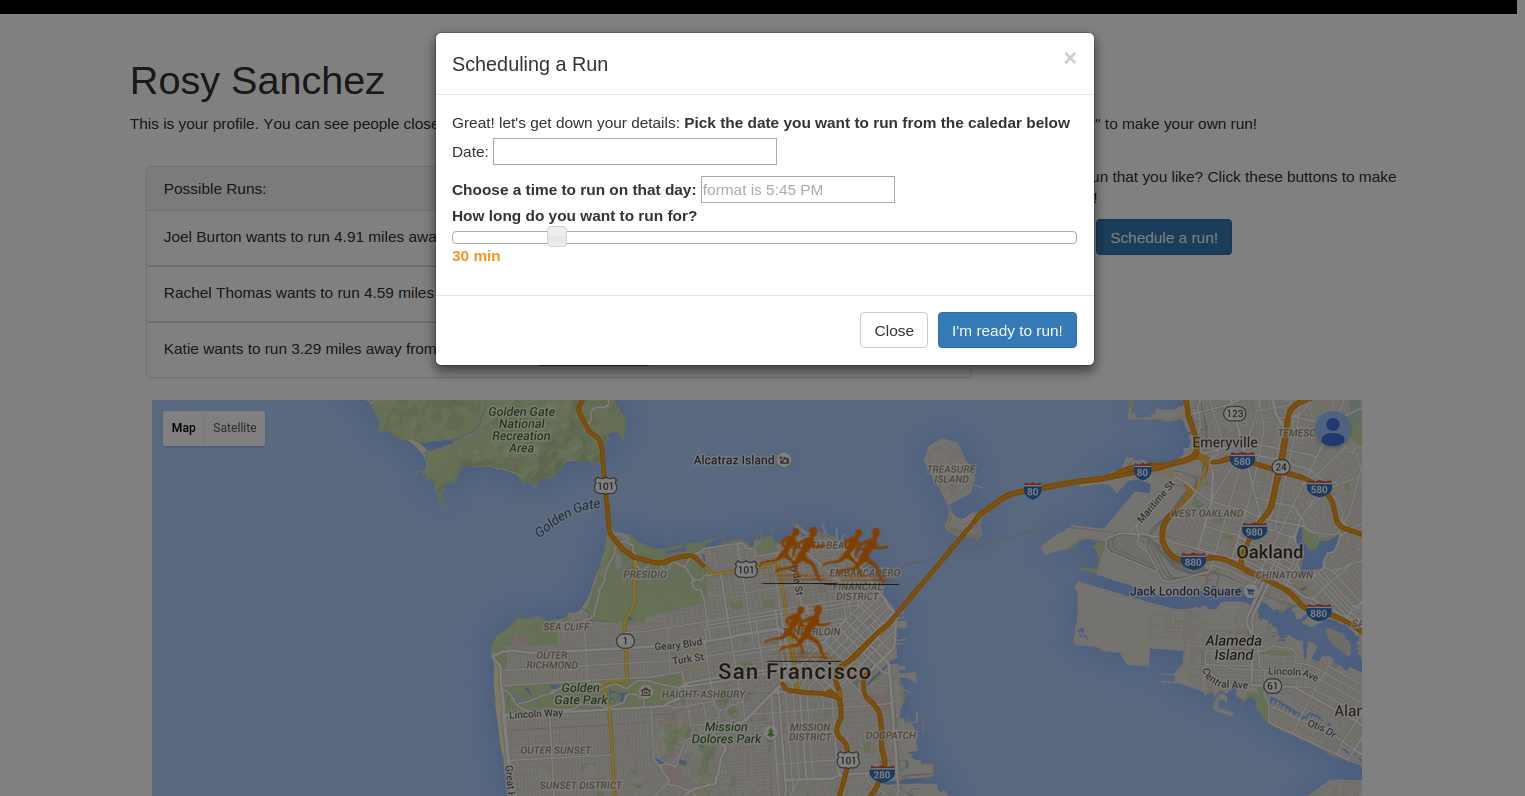 Scheduling a Run
×
Rosy Sanchez
This is your profile. You can see people close
" to make your own run!
Great! let's get down your details: Pick the date you want to run from the caledar below
Date:
Possible Runs:
un that you like? Click these buttons to make
!
Choose a time to run on that day: format is 5:45 PM
How long do you want to run for?
Joel Burton wants to run 4.91 miles awa
Schedule a run!
30 min
Rachel Thomas wants to run 4.59 miles
Close
I'm ready to run!
Katie wants to run 3.29 miles away from
Map
Satellite
Golden Gate
National
Recreation
Area
123
TEMESC
Emeryville
Alcatraz Island
580
24
TREASURE
ISLAND
80
101
80
580
Maritime St
Golden Gate
WEST OAKLAND
980
Oakland
880
101
PRESIDIO
EMBARCADERO
CHINATOWN
yde St
FINANCIAL
DISTRICT
Jack London Square
880
SEA CLIFF
1
Geary Blvd
Alameda
Island
OUTER
RICHMOND
Turk St
San Francisco
Lincoln Ave
Central Ave
61
Golden
Gate Park
HAIGHT-ASHBURY
Lincoln Way
Alar
Otis Dr
Mission
Dolores Park
MISSION
DISTRICT
DOGPATCH
OUTER SUNSET
101
280
Great H
SUNSET DISTRICT